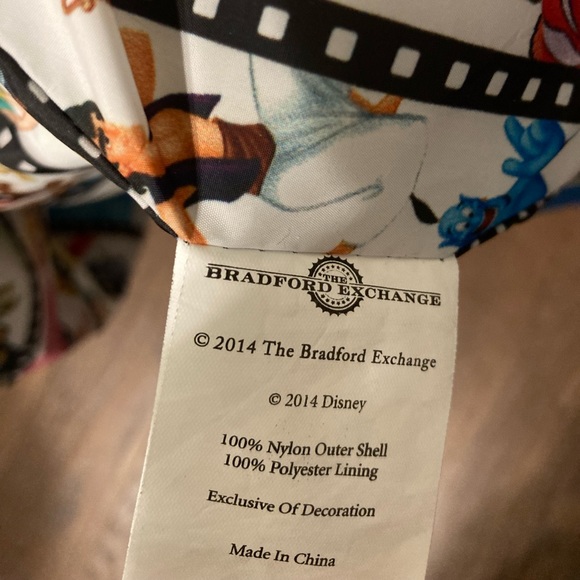 THE
BRADFORD EXCHANGE
© 2014 The Bradford Exchange
© 2014 Disney
100% Nylon Outer Shell
100% Polyester Lining
Exclusive Of Decoration
Made In China